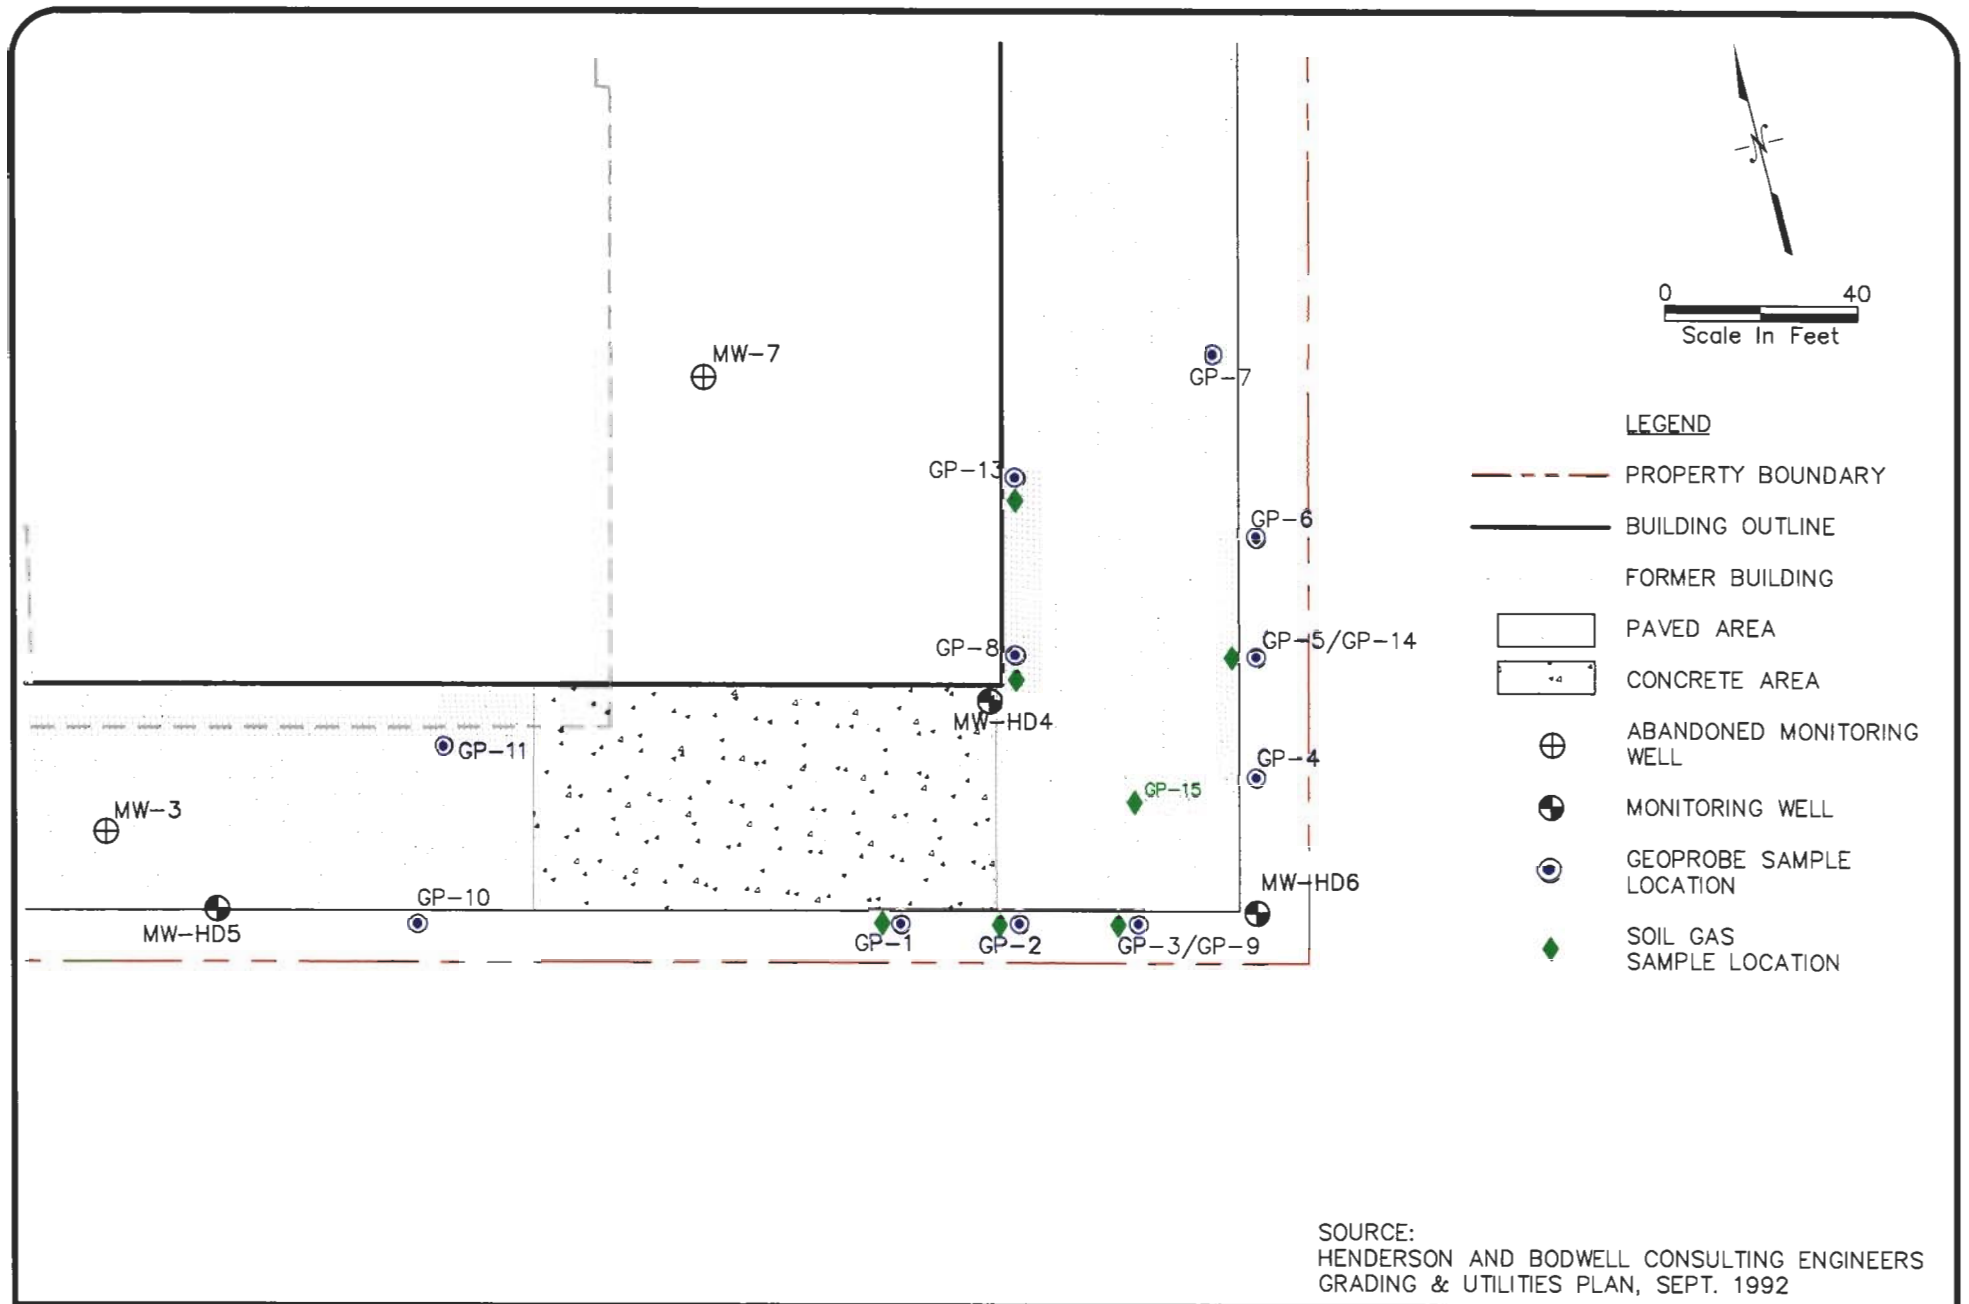 N
0 40
Scale In Feet
MW-7
GP-7
LEGEND
PROPERTY BOUNDARY
GP-13
GP-6
BUILDING OUTLINE
FORMER BUILDING
PAVED AREA
GP-8
GP-5/GP-14
CONCRETE AREA
MW-HD4
ABANDONED MONITORING
WELL
GP-11
GP-4
GP-15
MW-3
MONITORING WELL
GEOPROBE SAMPLE
LOCATION
MW-HD6
GP-10
MW-HD5
GP-1
GP-2
GP-3/GP-9
SOIL GAS
SAMPLE LOCATION
SOURCE:
HENDERSON AND BODWELL CONSULTING ENGINEERS
GRADING & UTILITIES PLAN, SEPT. 1992